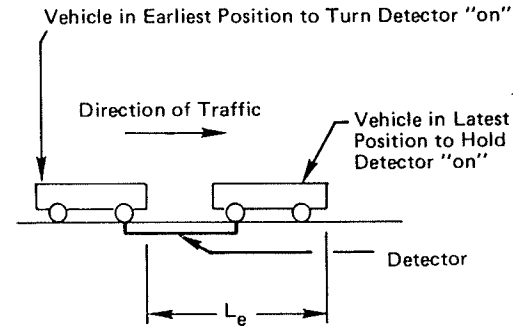 Vehicle in Earliest Position to Turn Detector "on"
Direction of Traffic
Vehicle in Latest
Position to Hold
Detector "on"
Detector
Le